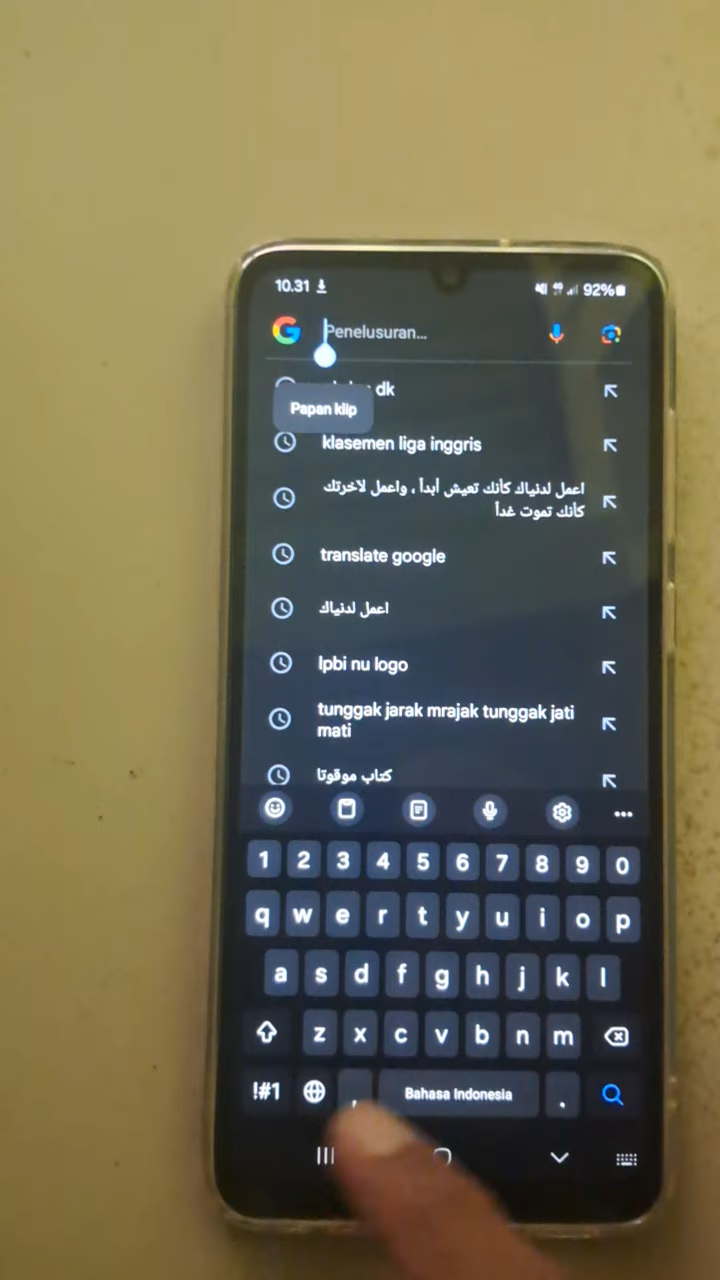 10.31
92%
Penelusuran...
dk
Papan klip
klasemen liga inggris
اعمل لدنياك كأنك تعيش أبداً ، واعمل لآخرتك
كأنك تموت غداً
translate google
اعمل لدنياك
lpbi nu logo
tunggak jarak mrajak tunggak jati
mati
كتاب موقوتا
1 2 3 4 5 6 7 8 9 0
q w e r t y u i o p
a s d f g h j k l
z x c v b n m
!#1 , Bahasa Indonesia .